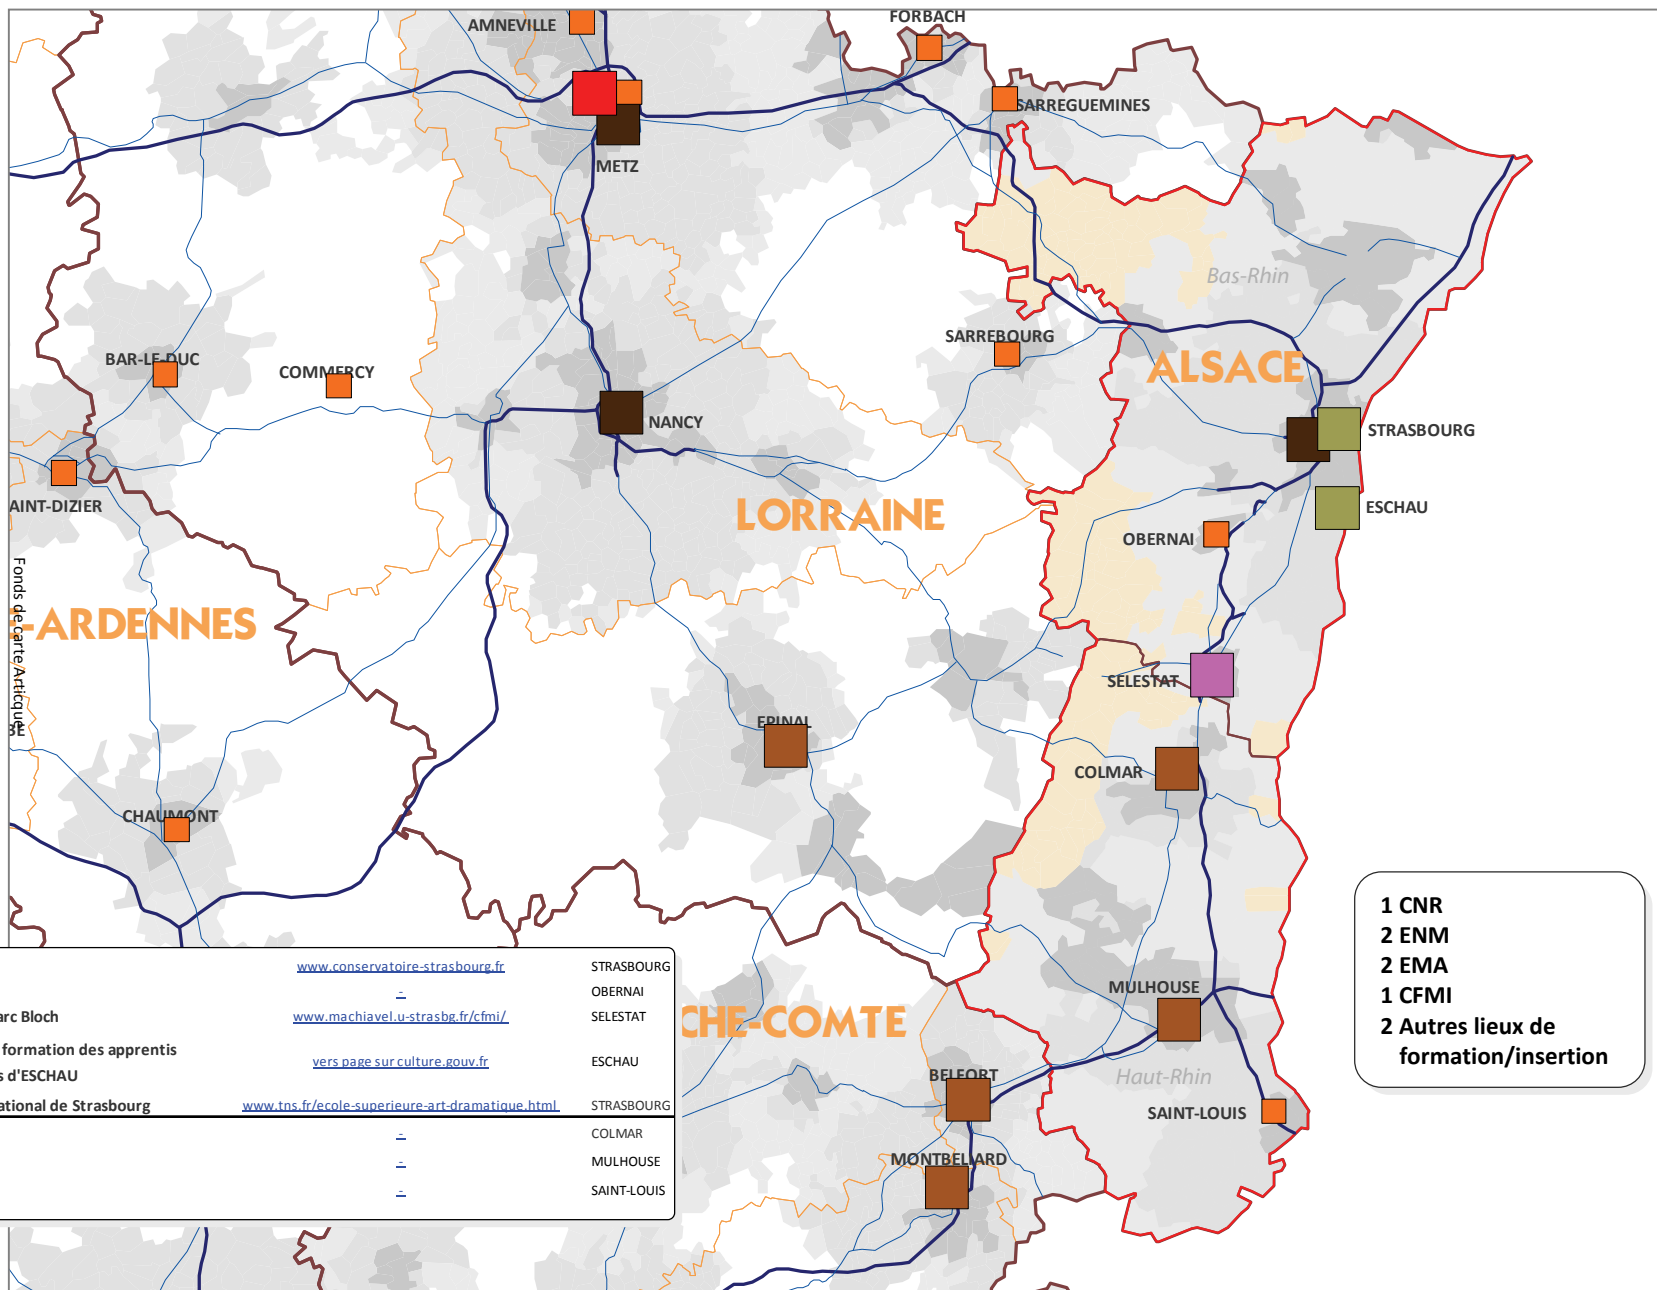 AMNEVILLE
FORBACH
SARREGUEMINES
METZ
Bas-Rhin
SARREBOURG
BAR-LE-DUC
COMMERCY
ALSACE
NANCY
STRASBOURG
AINT-DIZIER
LORRAINE
ESCHAU
OBERNAI
Fonds de carte Articque
E-ARDENNES
SELESTAT
BE
EPINAL
COLMAR
CHAUMONT
1 CNR
2 ENM
2 EMA
1 CFMI
2 Autres lieux de
formation/insertion
www.conservatoire-strasbourg.fr STRASBOURG
- OBERNAI
arc Bloch www.machiavel.u-strasbg.fr/cfmi/ SELESTAT
formation des apprentis
s d'ESCHAU vers page sur culture.gouv.fr ESCHAU
ational de Strasbourg www.tns.fr/ecole-superieure-art-dramatique.html STRASBOURG
- COLMAR
- MULHOUSE
- SAINT-LOUIS
CHE-COMTE
MULHOUSE
BELFORT
Haut-Rhin
SAINT-LOUIS
MONTBELIARD